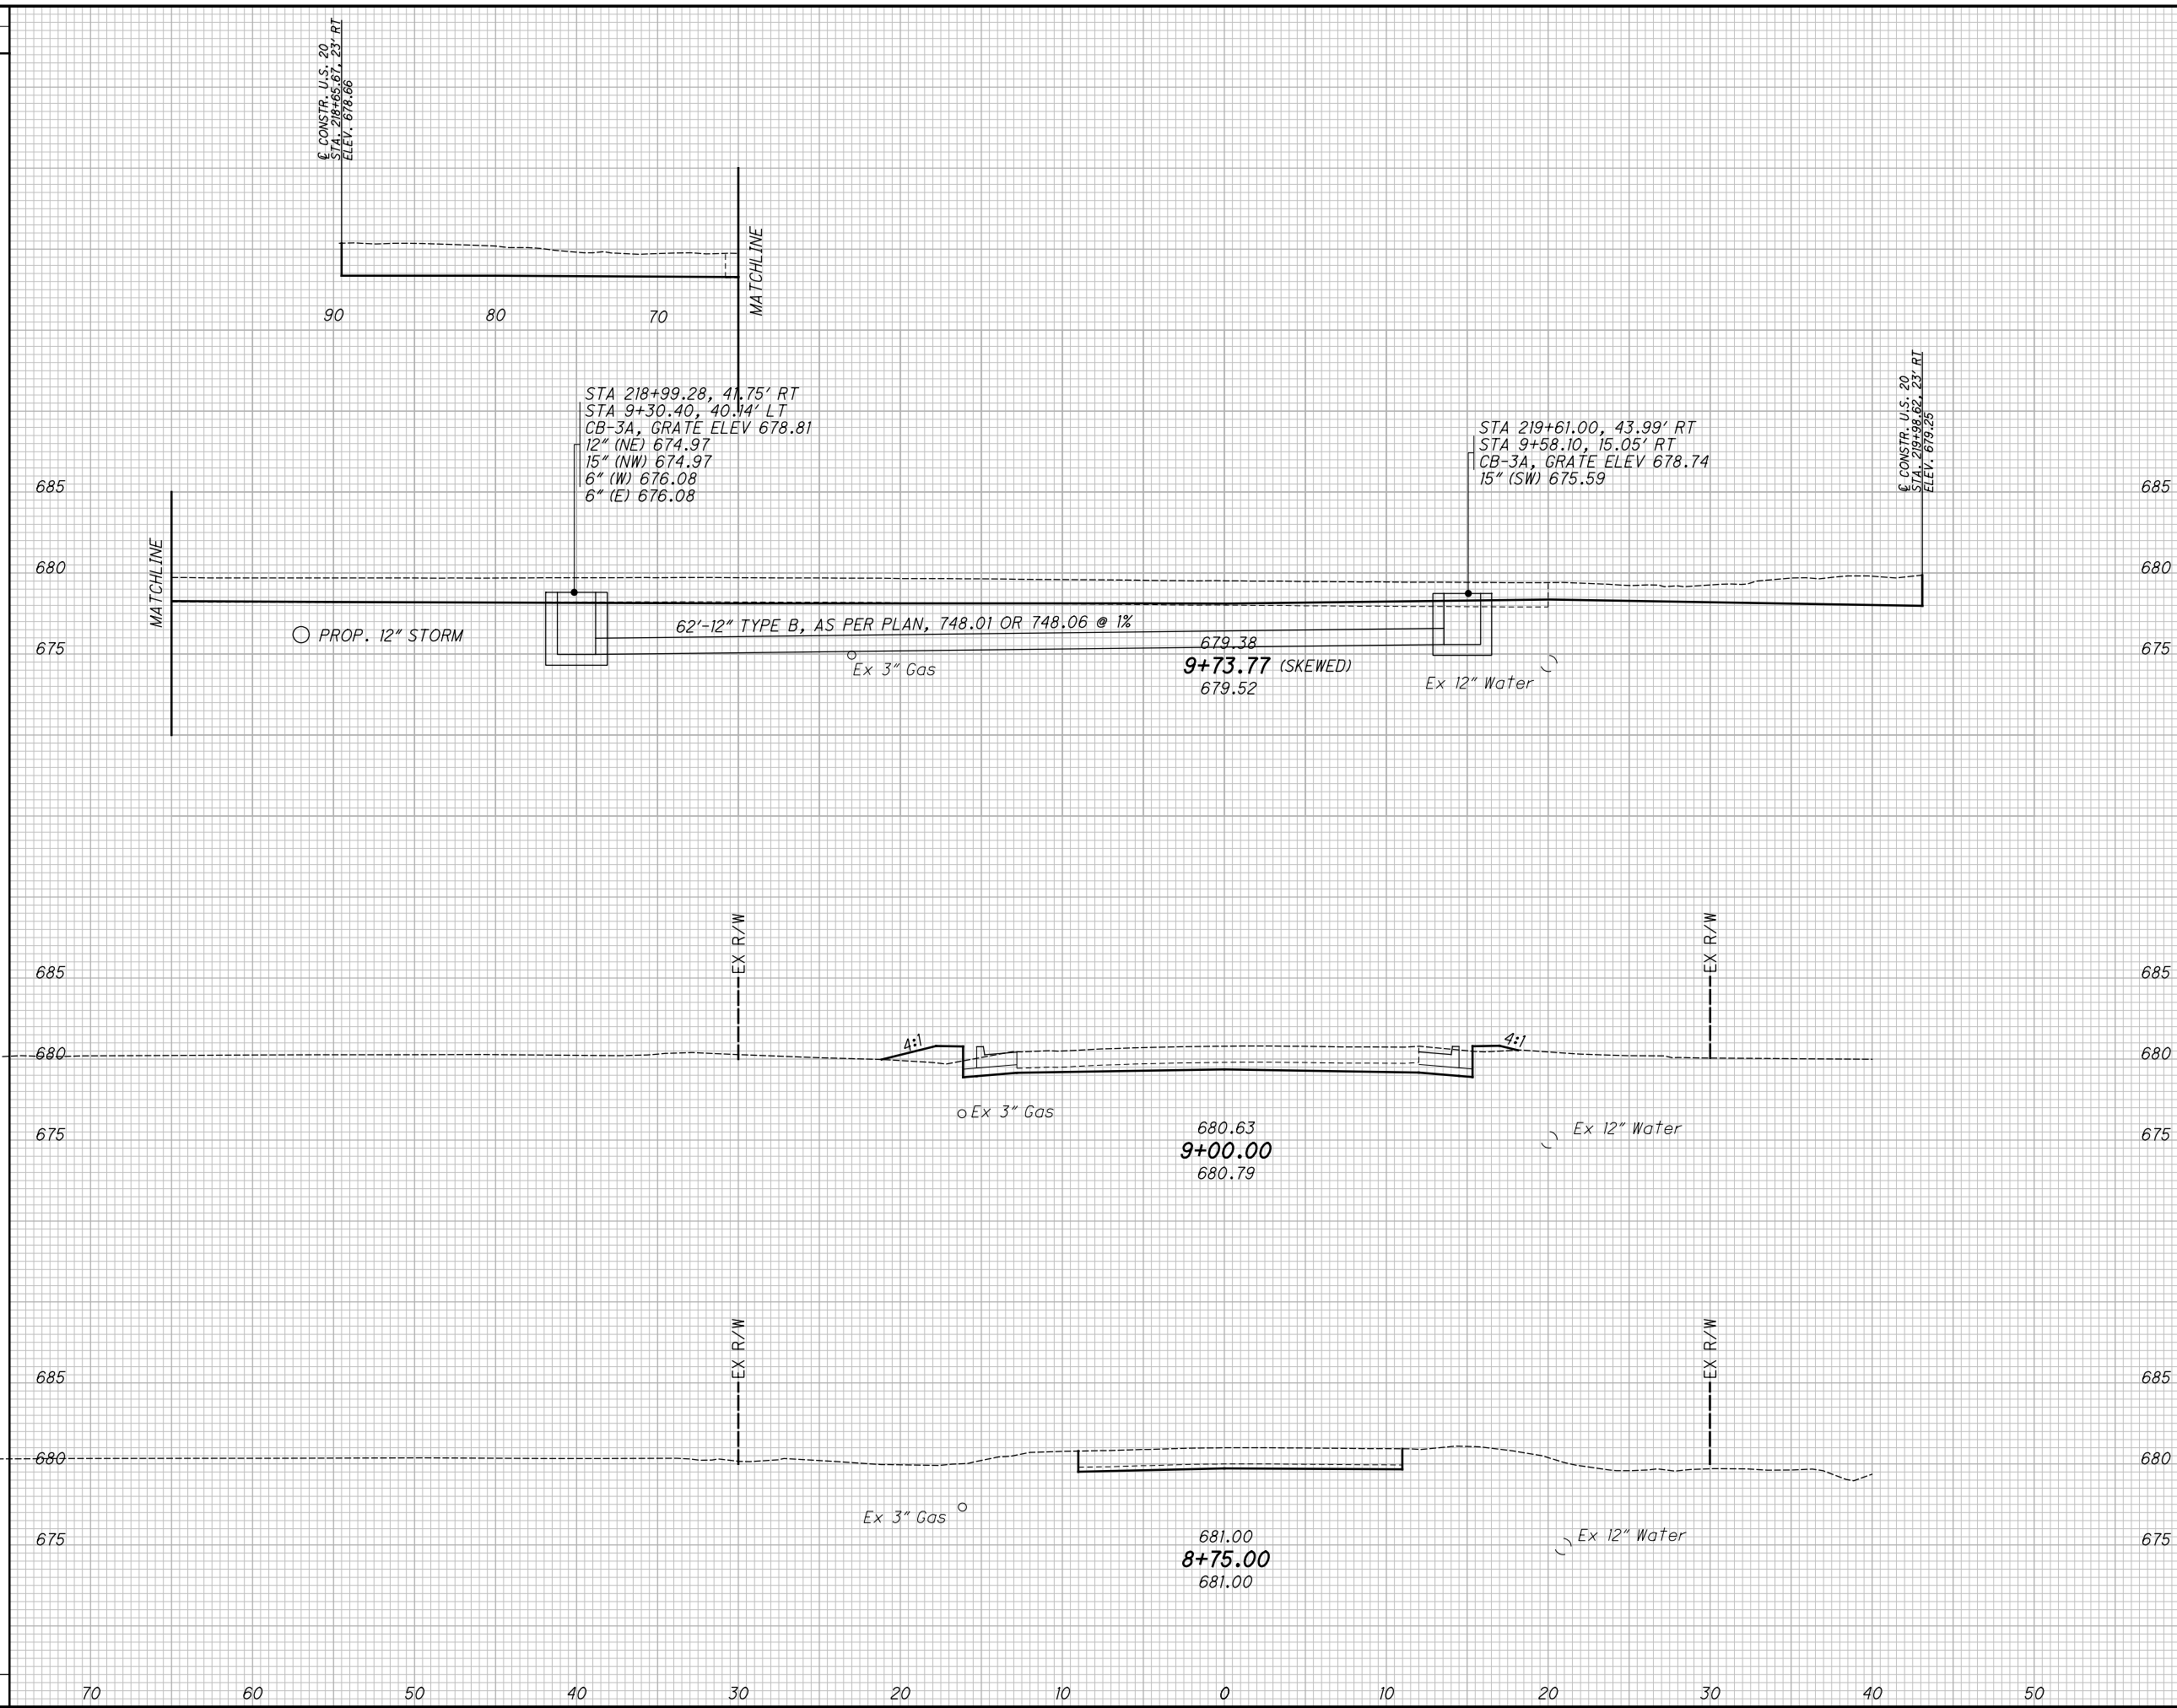 ℄ CONSTR. U.S. 20
STA. 218+65.67, 23' RT
ELEV. 678.66
MATCHLINE
90 80 70
STA 218+99.28, 41.75' RT
STA 9+30.40, 40.14' LT
CB-3A, GRATE ELEV 678.81
12" (NE) 674.97
15" (NW) 674.97
6" (W) 676.08
6" (E) 676.08
STA 219+61.00, 43.99' RT
STA 9+58.10, 15.05' RT
CB-3A, GRATE ELEV 678.74
15" (SW) 675.59
℄ CONSTR. U.S. 20
STA. 219+98.62, 23' RT
ELEV. 679.25
685 685
680 680
MATCHLINE
PROP. 12" STORM
62'-12" TYPE B, AS PER PLAN, 748.01 OR 748.06 @ 1%
675 675
Ex 3" Gas
679.38
9+73.77 (SKEWED)
679.52
Ex 12" Water
EX R/W
EX R/W
685 685
4:1
4:1
680 680
Ex 3" Gas
675 675
680.63
9+00.00
680.79
Ex 12" Water
EX R/W
EX R/W
685 685
680 680
Ex 3" Gas
675 675
681.00
8+75.00
681.00
Ex 12" Water
70 60 50 40 30 20 10 0 10 20 30 40 50